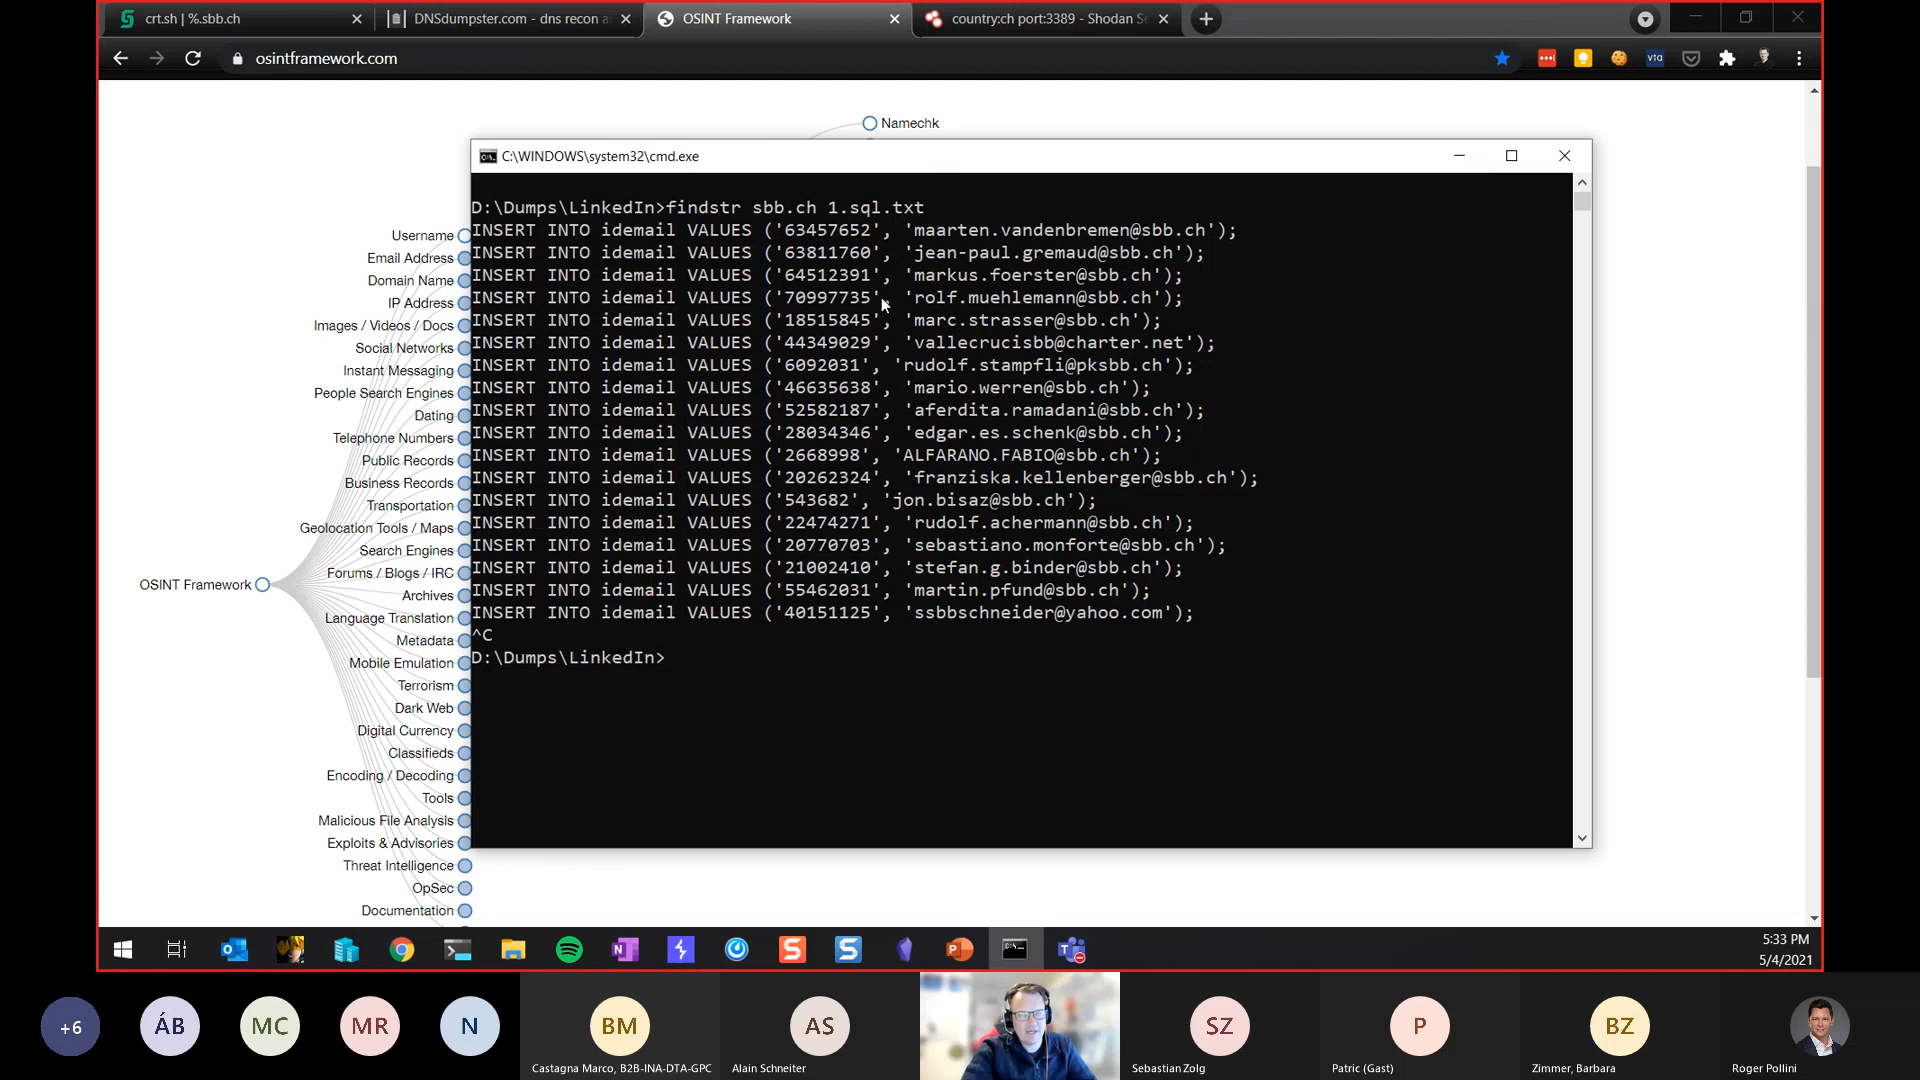 crt.sh | %.sbb.ch
DNSdumpster.com - dns recon a
OSINT Framework
country:ch port:3389 - Shodan Se
osintframework.com
vta
Namechk
C:\WINDOWS\system32\cmd.exe
D:\Dumps\LinkedIn>findstr sbb.ch 1.sql.txt
INSERT INTO idemail VALUES ('63457652', 'maarten.vandenbremen@sbb.ch');
INSERT INTO idemail VALUES ('63811760', 'jean-paul.gremaud@sbb.ch');
INSERT INTO idemail VALUES ('64512391', 'markus.foerster@sbb.ch');
INSERT INTO idemail VALUES ('70997735', 'rolf.muehlemann@sbb.ch');
INSERT INTO idemail VALUES ('18515845', 'marc.strasser@sbb.ch');
INSERT INTO idemail VALUES ('44349029', 'vallecrucisbb@charter.net');
INSERT INTO idemail VALUES ('6092031', 'rudolf.stampfli@pksbb.ch');
INSERT INTO idemail VALUES ('46635638', 'mario.werren@sbb.ch');
INSERT INTO idemail VALUES ('52582187', 'aferdita.ramadani@sbb.ch');
INSERT INTO idemail VALUES ('28034346', 'edgar.es.schenk@sbb.ch');
INSERT INTO idemail VALUES ('2668998', 'ALFARANO.FABIO@sbb.ch');
INSERT INTO idemail VALUES ('20262324', 'franziska.kellenberger@sbb.ch');
INSERT INTO idemail VALUES ('543682', 'jon.bisaz@sbb.ch');
INSERT INTO idemail VALUES ('22474271', 'rudolf.achermann@sbb.ch');
INSERT INTO idemail VALUES ('20770703', 'sebastiano.monforte@sbb.ch');
INSERT INTO idemail VALUES ('21002410', 'stefan.g.binder@sbb.ch');
INSERT INTO idemail VALUES ('55462031', 'martin.pfund@sbb.ch');
INSERT INTO idemail VALUES ('40151125', 'ssbbschneider@yahoo.com');
^C
D:\Dumps\LinkedIn>
Username
Email Address
Domain Name
IP Address
Images / Videos / Docs
Social Networks
Instant Messaging
People Search Engines
Dating
Telephone Numbers
Public Records
Business Records
Transportation
Geolocation Tools / Maps
Search Engines
Forums / Blogs / IRC
OSINT Framework
Archives
Language Translation
Metadata
Mobile Emulation
Terrorism
Dark Web
Digital Currency
Classifieds
Encoding / Decoding
Tools
Malicious File Analysis
Exploits & Advisories
Threat Intelligence
OpSec
Documentation
5:33 PM
5/4/2021
+6
ÁB
MC
MR
N
BM
AS
SZ
P
BZ
Castagna Marco, B2B-INA-DTA-GPC
Alain Schneiter
Sebastian Zolg
Patric (Gast)
Zimmer, Barbara
Roger Pollini